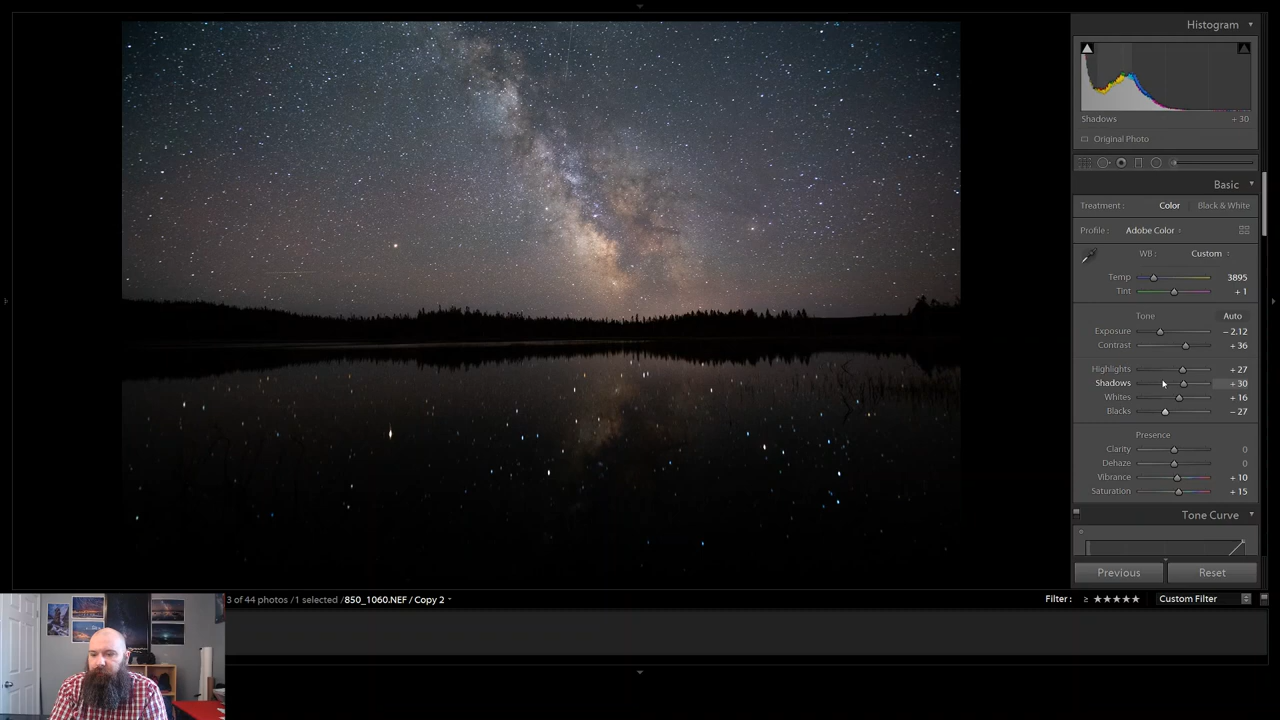 Histogram
Shadows +30
Original Photo
Basic
Treatment : Color Black & White
Profile : Adobe Color
WB : Custom
Temp 3895
Tint +1
Tone Auto
Exposure −2.12
Contrast +36
Highlights +27
Shadows +30
Whites +16
Blacks −27
Presence
Clarity 0
Dehaze 0
Vibrance +10
Saturation +15
Tone Curve
Previous Reset
3 of 44 photos / 1 selected / 850_1060.NEF / Copy 2
Filter : ≥ ★★★★★ Custom Filter